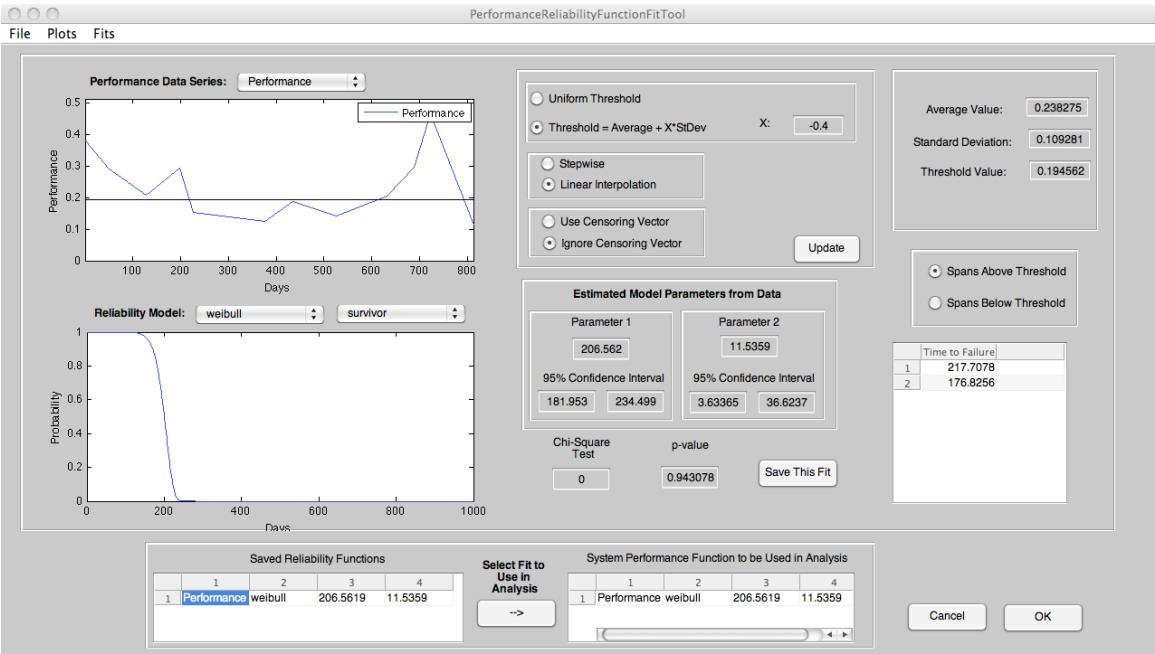 PerformanceReliabilityFunctionFitTool
File Plots Fits
Performance Data Series: Performance
0.5
0.4
0.3
0.2
0.1
0
Performance
Performance
100 200 300 400 500 600 700 800
Days
Uniform Threshold
Threshold = Average + X*StDev X: -0.4
Stepwise
Linear Interpolation
Use Censoring Vector
Ignore Censoring Vector
Update
Average Value: 0.238275
Standard Deviation: 0.109281
Threshold Value: 0.194562
Spans Above Threshold
Spans Below Threshold
Reliability Model: weibull survivor
1
0.8
0.6
0.4
0.2
0
Probability
0 200 400 600 800 1000
Days
Estimated Model Parameters from Data
Parameter 1
206.562
95% Confidence Interval
181.953 234.499
Parameter 2
11.5359
95% Confidence Interval
3.63365 36.6237
Chi-Square
Test
0
p-value
0.943078
Save This Fit
Time to Failure
1 217.7078
2 176.8256
Saved Reliability Functions
1 2 3 4
1 Performance weibull 206.5619 11.5359
Select Fit to
Use in
Analysis
-->
System Performance Function to be Used in Analysis
1 2 3 4
1 Performance weibull 206.5619 11.5359
Cancel
OK